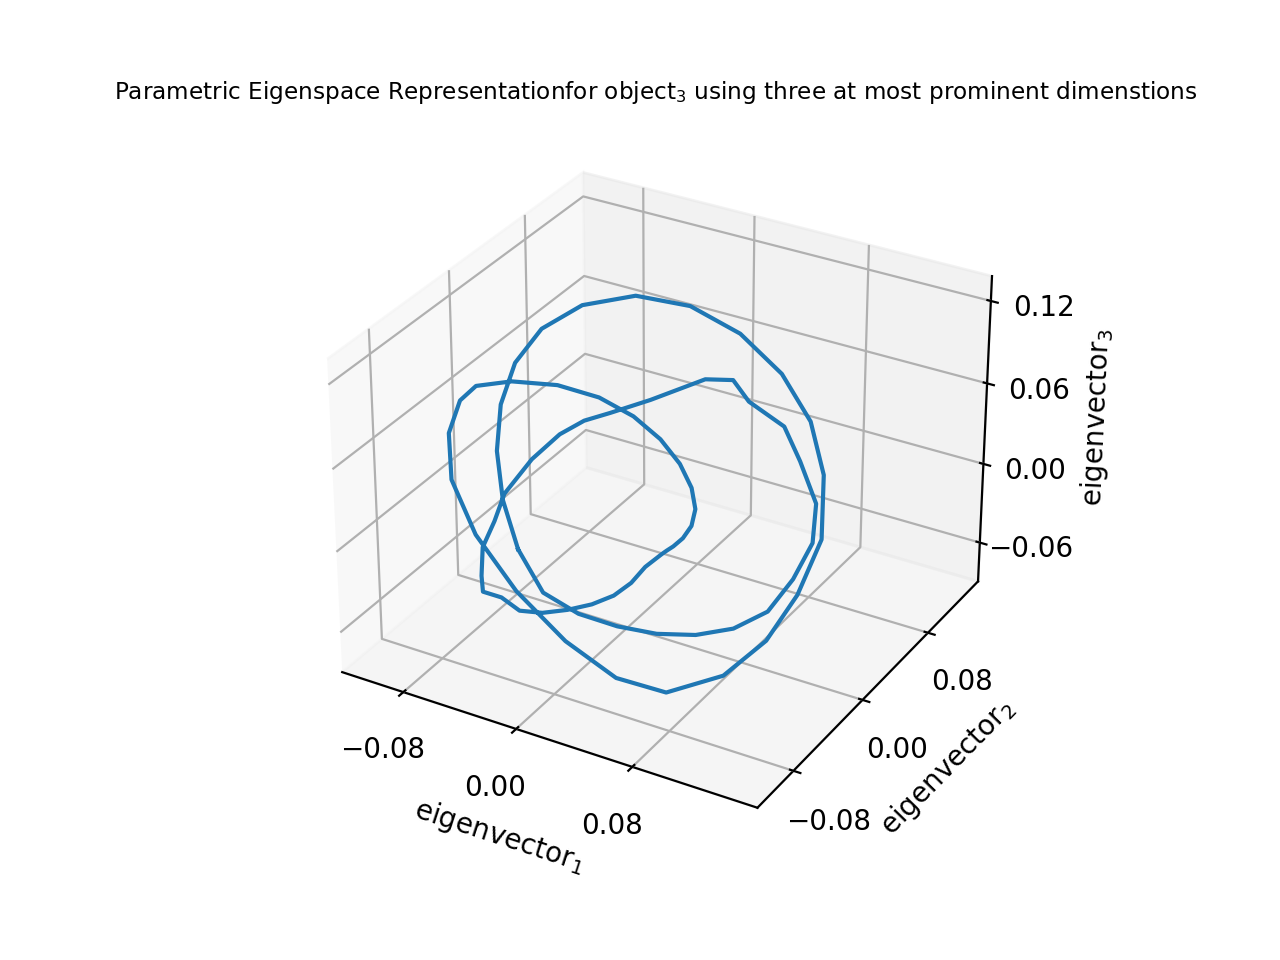 Parametric Eigenspace Representationfor object₃ using three at most prominent dimenstions
0.12
0.06
0.00
−0.06
eigenvector₃
0.08
0.00
−0.08
eigenvector₂
−0.08
0.00
0.08
eigenvector₁